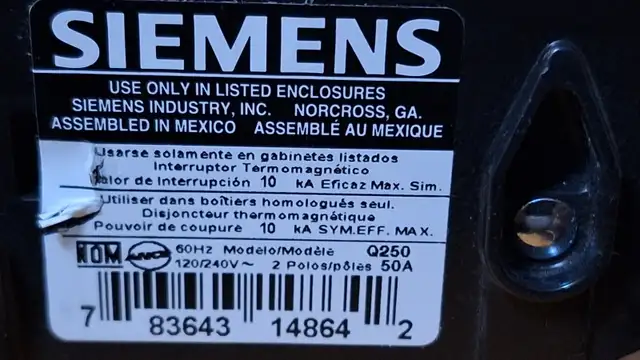 SIEMENS
USE ONLY IN LISTED ENCLOSURES
SIEMENS INDUSTRY, INC. NORCROSS, GA.
ASSEMBLED IN MEXICO ASSEMBLÉ AU MEXIQUE
Usarse solamente en gabinetes listados
Interruptor Termomagnético
de Interrupción 10 kA Eficaz Max. Sim.
Utiliser dans boîtiers homologués seul.
Disjoncteur thermomagnétique
Pouvoir de coupure 10 kA SYM.EFF. MAX.
NOM ANCE 60Hz Modelo/Modèle Q250
120/240V~ 2 Polos/pôles 50A
7 83643 14864 2